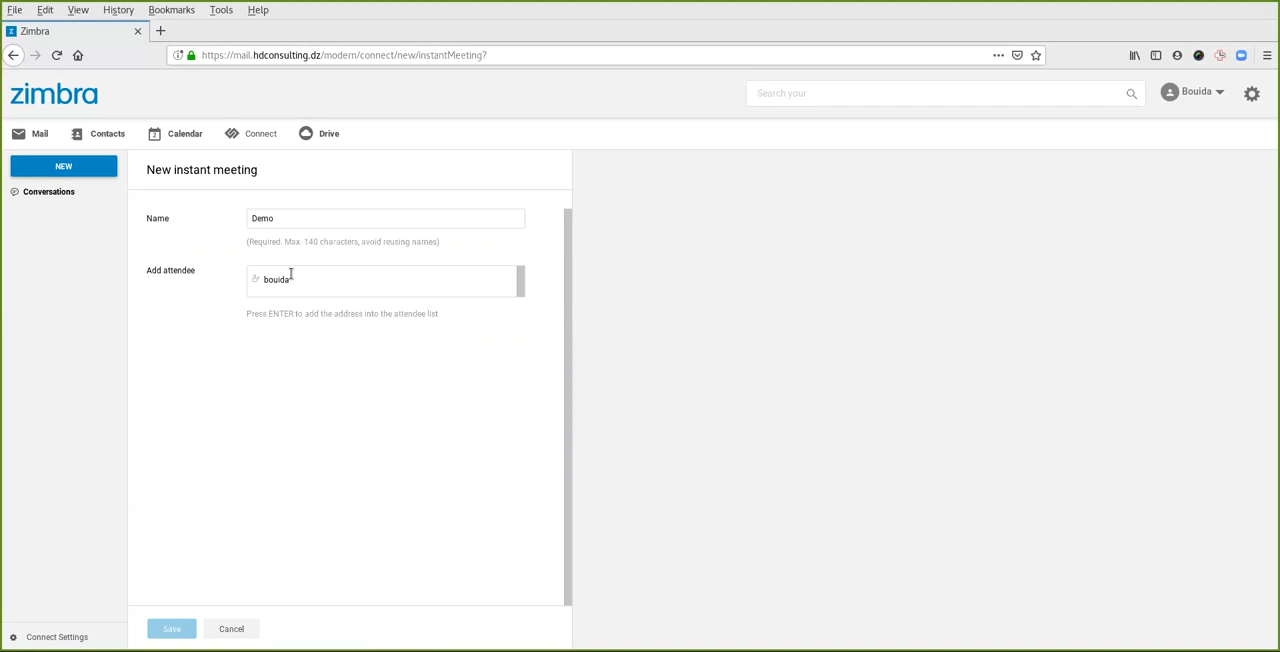 File Edit View History Bookmarks Tools Help
Z Zimbra
https://mail.hdconsulting.dz/modern/connect/new/instantMeeting?
zimbra
Search your
Bouida
Mail Contacts 2 Calendar Connect Drive
NEW
Conversations
New instant meeting
Name
Demo
(Required. Max. 140 characters, avoid reusing names)
Add attendee
bouida
Press ENTER to add the address into the attendee list
Save Cancel
Connect Settings